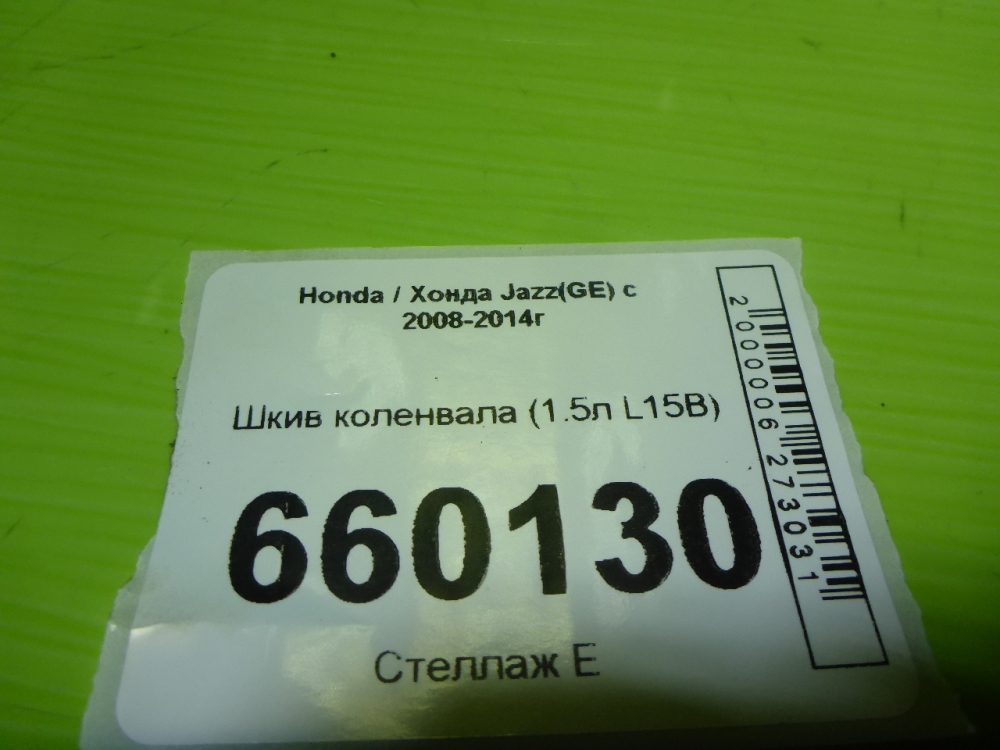 Honda / Хонда Jazz(GE) с
2008-2014г
Шкив коленвала (1.5л L15B)
660130
Стеллаж Е
2000006273031